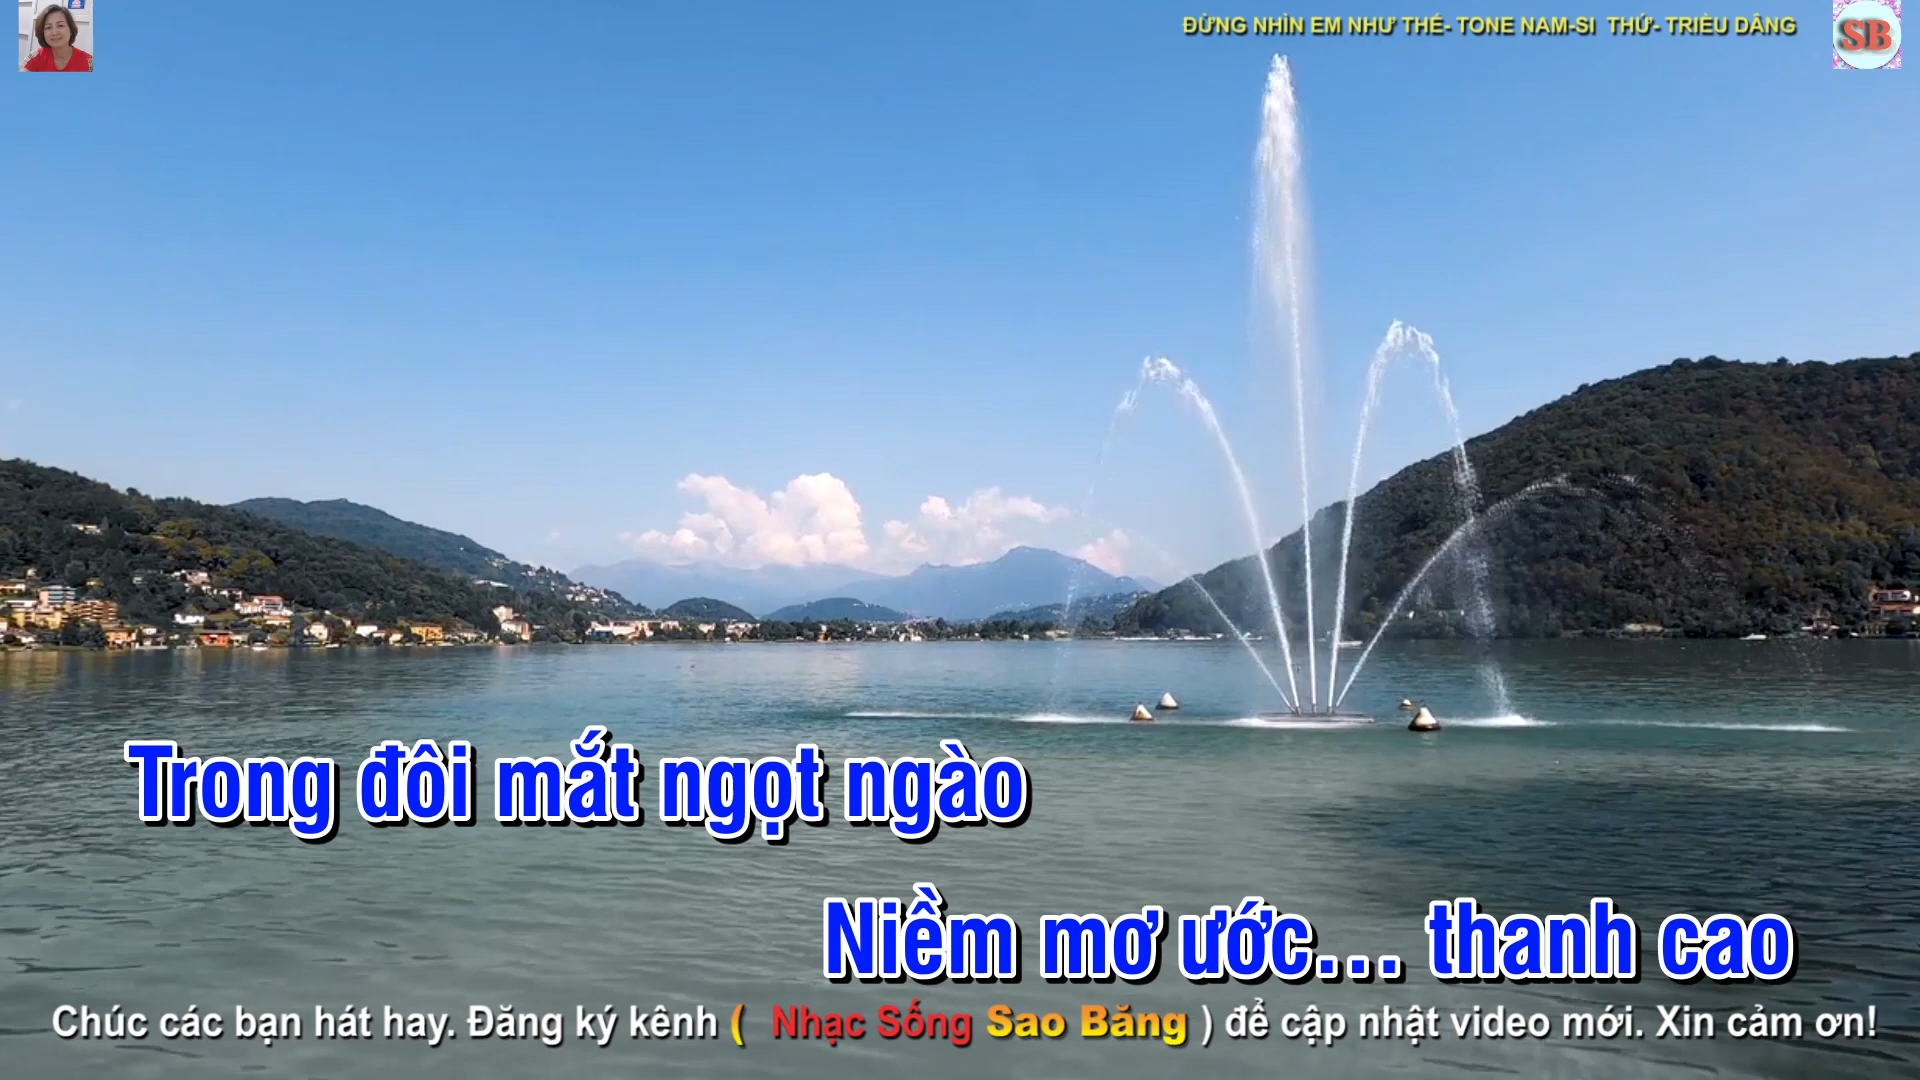 ĐỪNG NHÌN EM NHƯ THẾ- TONE NAM-SI THỨ- TRIỀU DÂNG
SB
Trong đôi mắt ngọt ngào
Niềm mơ ước... thanh cao
Chúc các bạn hát hay. Đăng ký kênh ( Nhạc Sống Sao Băng ) để cập nhật video mới. Xin cảm ơn!